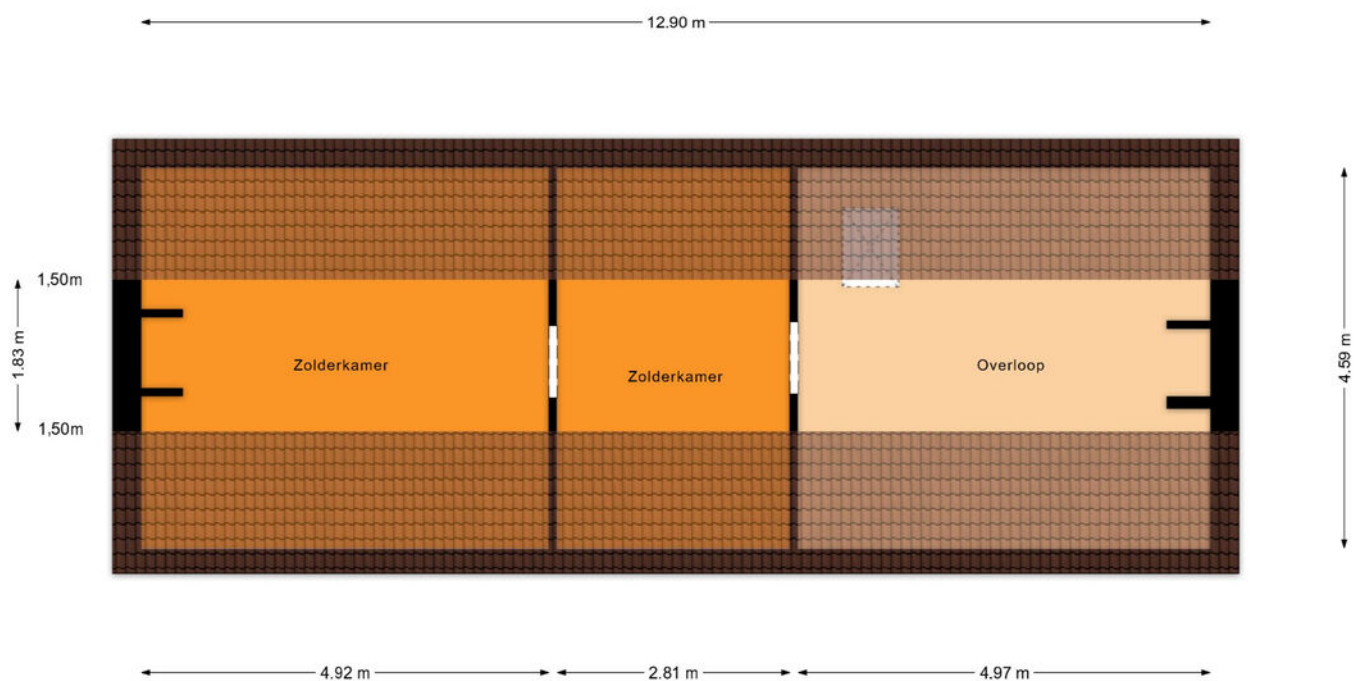 12.90 m
1,50m
1.83 m
1,50m
4.59 m
Zolderkamer
Zolderkamer
Overloop
4.92 m
2.81 m
4.97 m